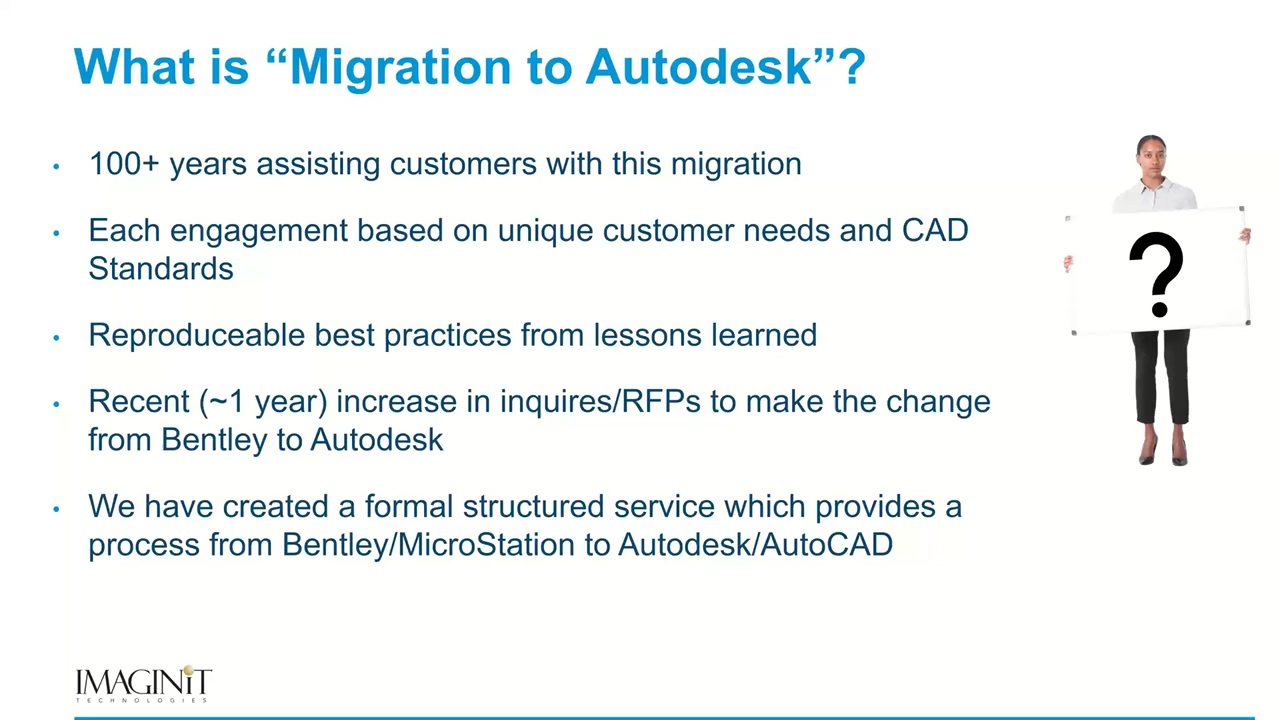 What is “Migration to Autodesk”?
• 100+ years assisting customers with this migration
• Each engagement based on unique customer needs and CAD
Standards
• Reproduceable best practices from lessons learned
• Recent (~1 year) increase in inquires/RFPs to make the change
from Bentley to Autodesk
• We have created a formal structured service which provides a
process from Bentley/MicroStation to Autodesk/AutoCAD
?
IMAGINiT
TECHNOLOGIES